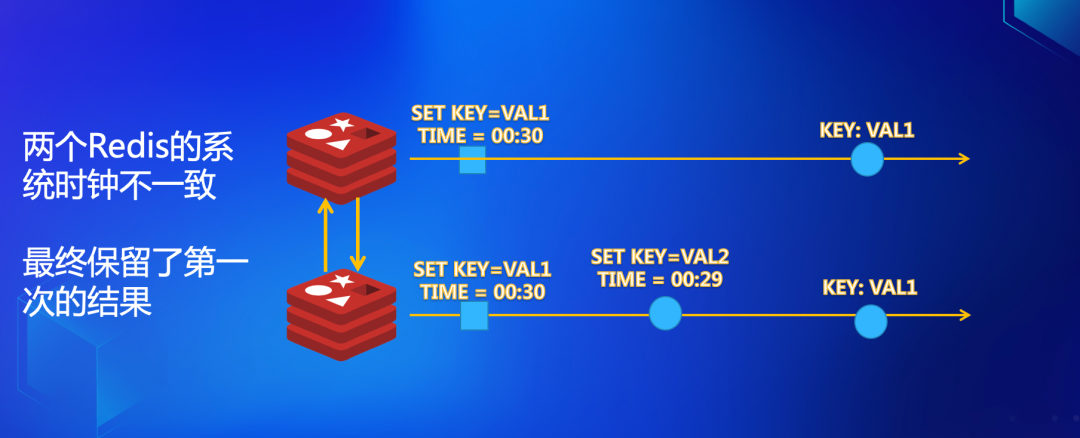 两个Redis的系
统时钟不一致
最终保留了第一
次的结果
SET KEY=VAL1
TIME = 00:30
KEY: VAL1
SET KEY=VAL1
TIME = 00:30
SET KEY=VAL2
TIME = 00:29
KEY: VAL1